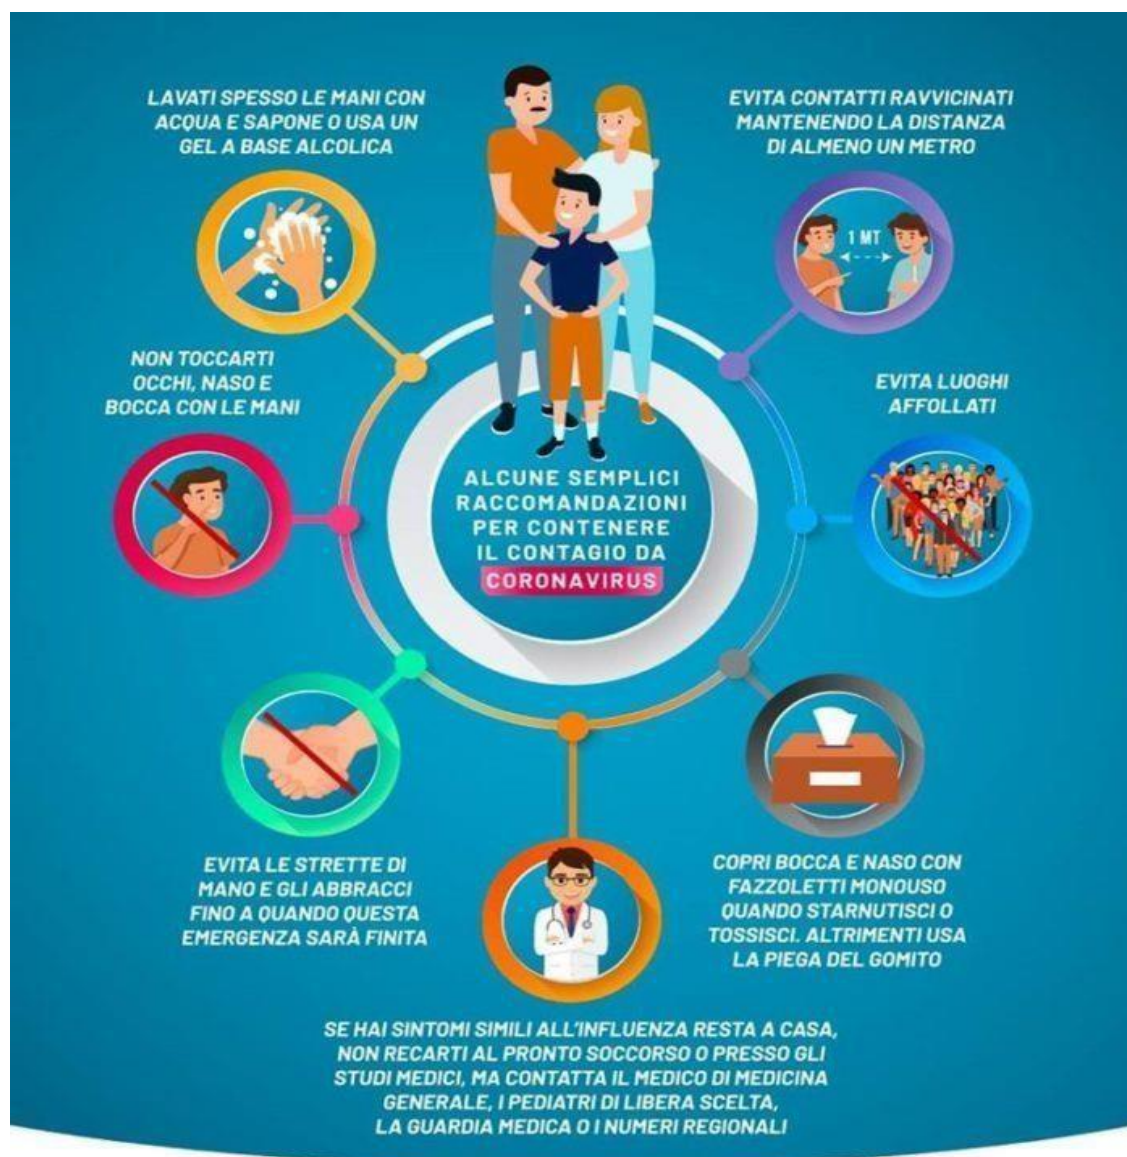 LAVATI SPESSO LE MANI CON
ACQUA E SAPONE O USA UN
GEL A BASE ALCOLICA
EVITA CONTATTI RAVVICINATI
MANTENENDO LA DISTANZA
DI ALMENO UN METRO
1 MT
NON TOCCARTI
OCCHI, NASO E
BOCCA CON LE MANI
EVITA LUOGHI
AFFOLLATI
ALCUNE SEMPLICI
RACCOMANDAZIONI
PER CONTENERE
IL CONTAGIO DA
CORONAVIRUS
EVITA LE STRETTE DI
MANO E GLI ABBRACCI
FINO A QUANDO QUESTA
EMERGENZA SARÀ FINITA
COPRI BOCCA E NASO CON
FAZZOLETTI MONOUSO
QUANDO STARNUTISCI O
TOSSISCI. ALTRIMENTI USA
LA PIEGA DEL GOMITO
SE HAI SINTOMI SIMILI ALL'INFLUENZA RESTA A CASA,
NON RECARTI AL PRONTO SOCCORSO O PRESSO GLI
STUDI MEDICI, MA CONTATTA IL MEDICO DI MEDICINA
GENERALE, I PEDIATRI DI LIBERA SCELTA,
LA GUARDIA MEDICA O I NUMERI REGIONALI